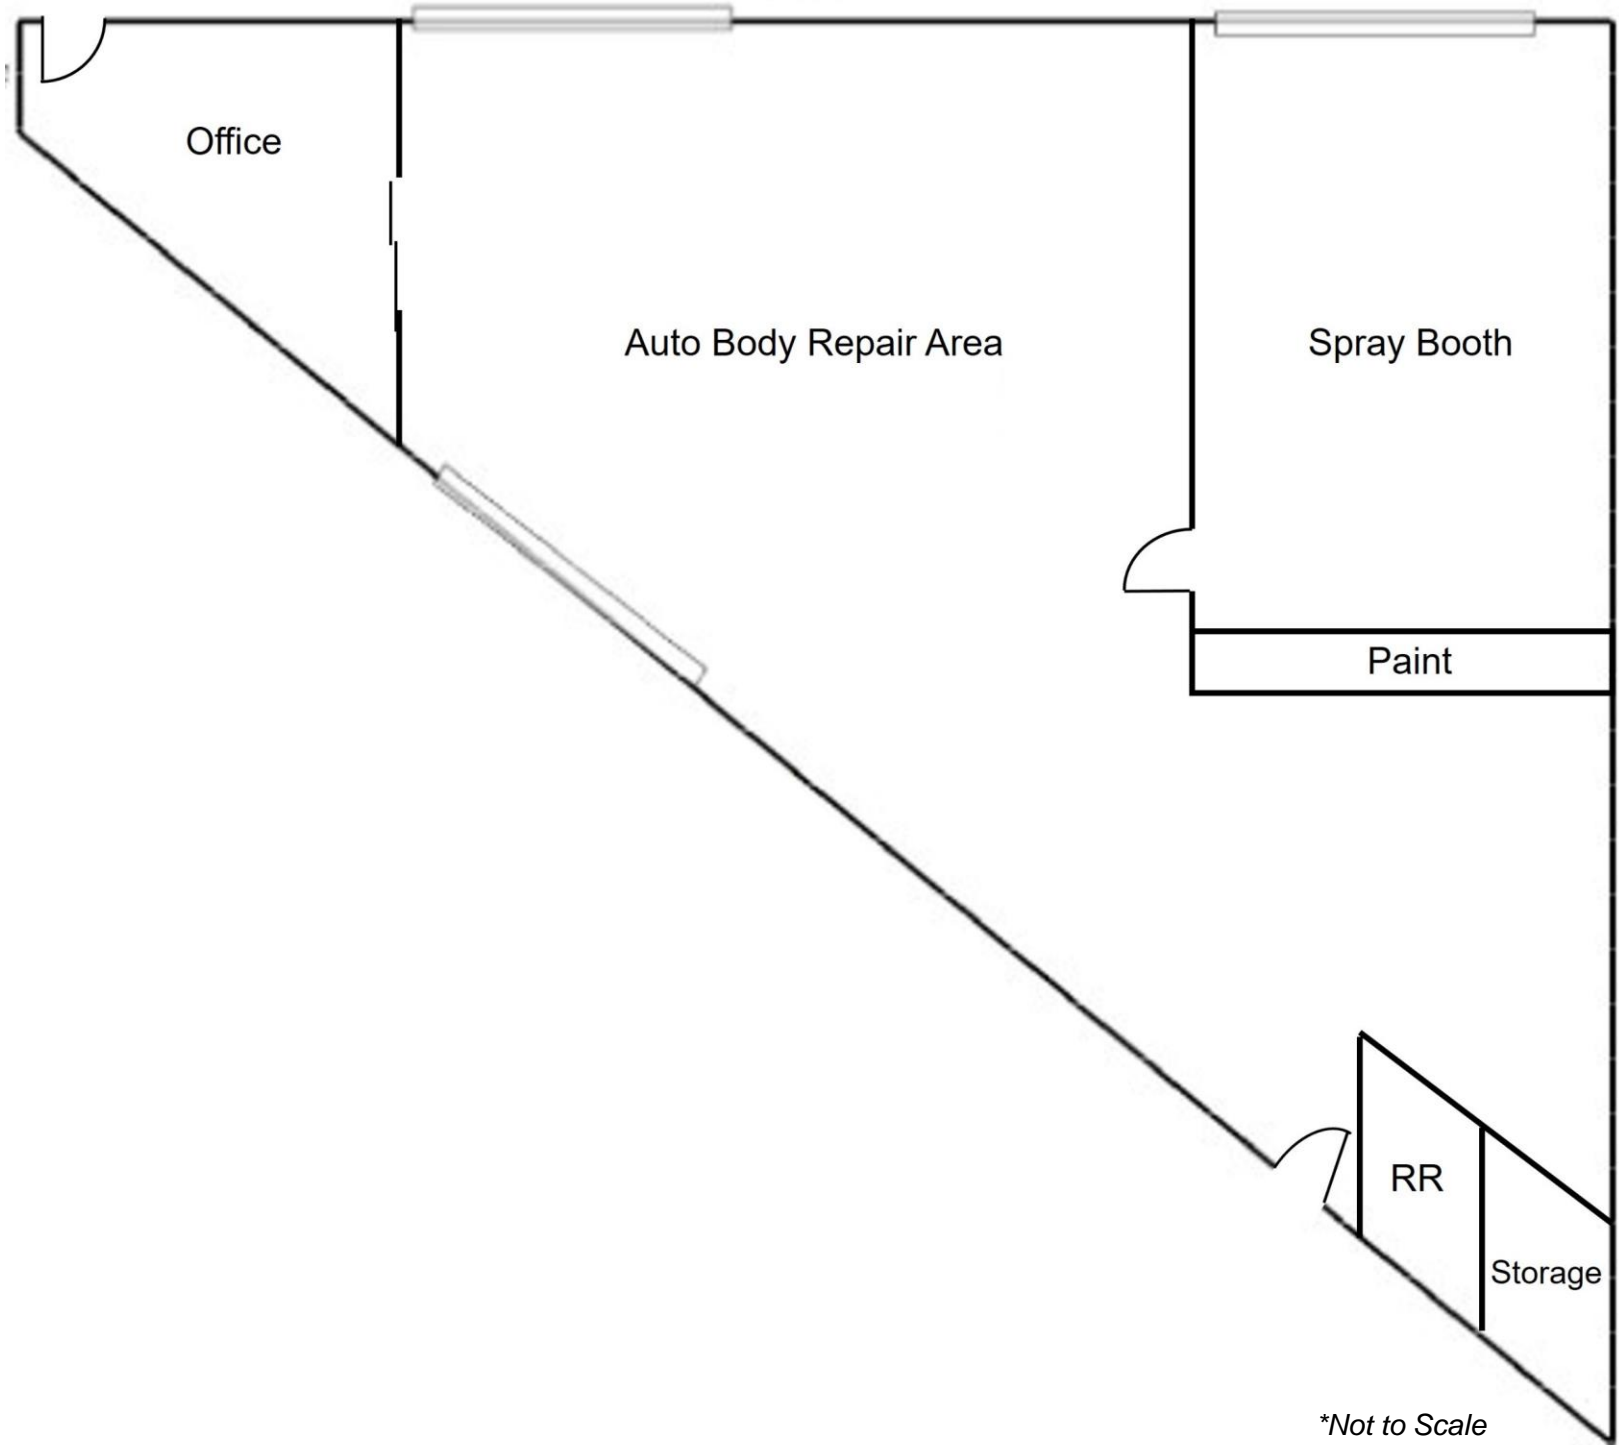 Office
Auto Body Repair Area
Spray Booth
Paint
RR
Storage
*Not to Scale